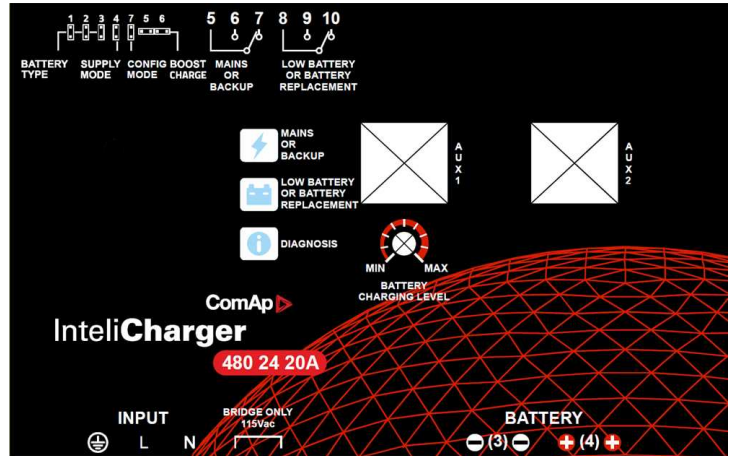 1 2 3 4 7 5 6
5 6 7 8 9 10
BATTERY
TYPE
SUPPLY
MODE
CONFIG
MODE
BOOST
CHARGE
MAINS
OR
BACKUP
LOW BATTERY
OR BATTERY
REPLACEMENT
MAINS
OR
BACKUP
AUX1
AUX2
LOW BATTERY
OR BATTERY
REPLACEMENT
DIAGNOSIS
MIN MAX
BATTERY
CHARGING LEVEL
ComAp
InteliCharger
480 24 20A
INPUT
L N
BRIDGE ONLY
115Vac
BATTERY
(3) (4)